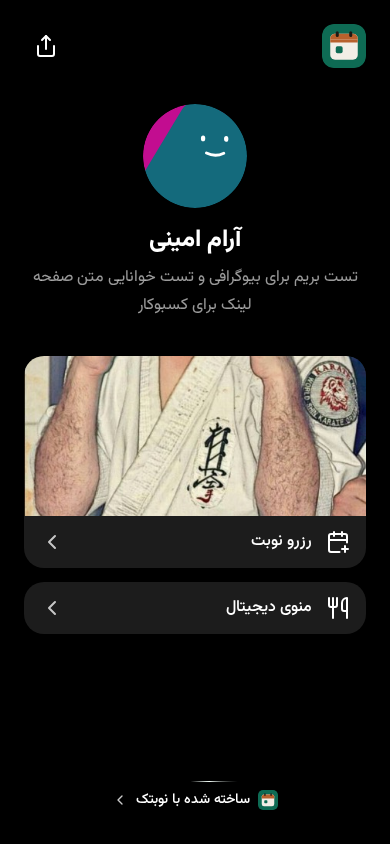 آرام امینی
تست بریم برای بیوگرافی و تست خوانایی متن صفحه
لینک برای کسبوکار
KARATE
رزرو نوبت
منوی دیجیتال
ساخته شده با نوبتک